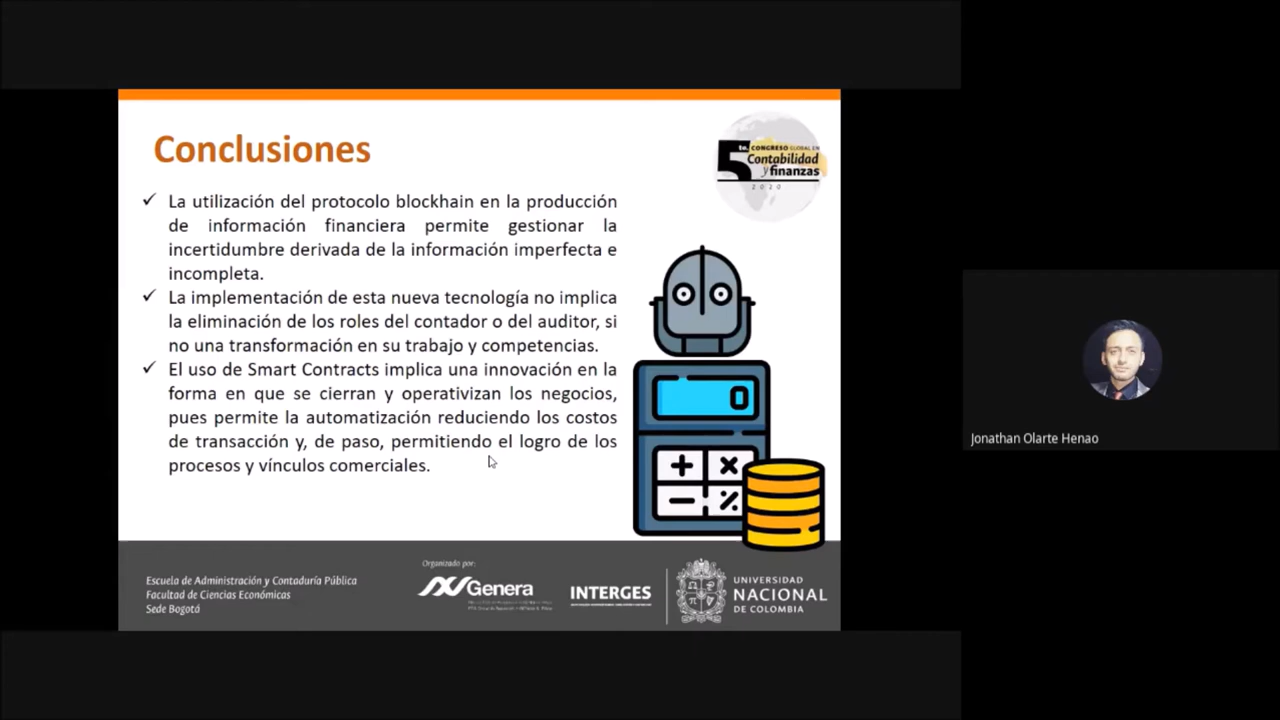 Conclusiones
5to. CONGRESO GLOBAL EN
Contabilidad
y finanzas
2020
✓ La utilización del protocolo blockhain en la producción
de información financiera permite gestionar la
incertidumbre derivada de la información imperfecta e
incompleta.
✓ La implementación de esta nueva tecnología no implica
la eliminación de los roles del contador o del auditor, si
no una transformación en su trabajo y competencias.
✓ El uso de Smart Contracts implica una innovación en la
forma en que se cierran y operativizan los negocios,
pues permite la automatización reduciendo los costos
de transacción y, de paso, permitiendo el logro de los
procesos y vínculos comerciales.
0
+ ×
− ٪
Jonathan Olarte Henao
Escuela de Administración y Contaduría Pública
Facultad de Ciencias Económicas
Sede Bogotá
Organizado por:
Genera
INTERGES
UNIVERSIDAD
NACIONAL
DE COLOMBIA